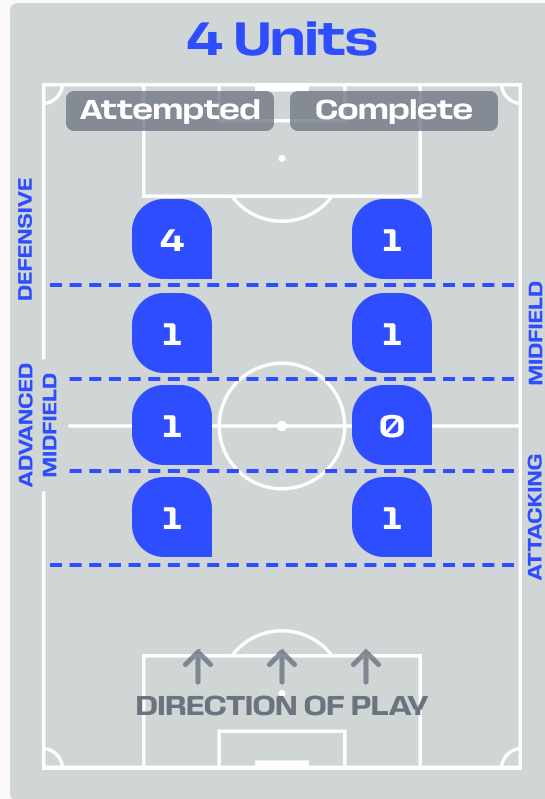 4 Units
Attempted Complete
DEFENSIVE
4 1
MIDFIELD
1 1
ADVANCED
MIDFIELD
1 0
ATTACKING
1 1
DIRECTION OF PLAY